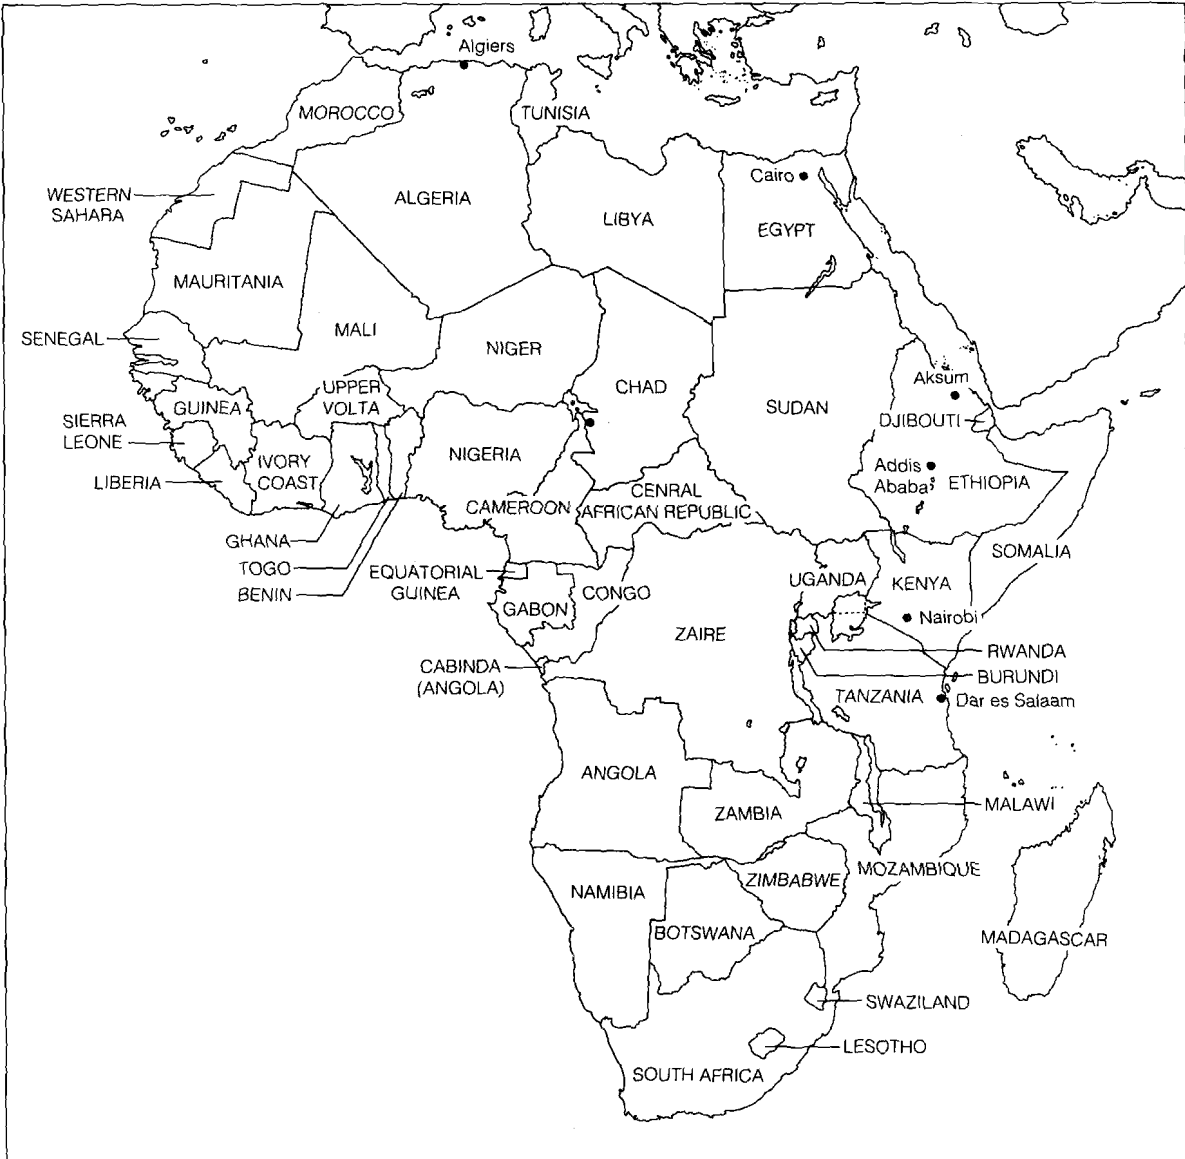 Algiers
MOROCCO
TUNISIA
Cairo
WESTERN
SAHARA
ALGERIA
LIBYA
EGYPT
MAURITANIA
SENEGAL
MALI
NIGER
CHAD
SUDAN
Aksum
UPPER
VOLTA
GUINEA
DJIBOUTI
SIERRA
LEONE
IVORY
COAST
NIGERIA
Addis
Ababa
ETHIOPIA
LIBERIA
CAMEROON
CENRAL
AFRICAN REPUBLIC
GHANA
SOMALIA
TOGO
BENIN
EQUATORIAL
GUINEA
CONGO
UGANDA
KENYA
GABON
Nairobi
ZAIRE
RWANDA
CABINDA
(ANGOLA)
BURUNDI
TANZANIA
Dar es Salaam
ANGOLA
ZAMBIA
MALAWI
MOZAMBIQUE
ZIMBABWE
NAMIBIA
BOTSWANA
MADAGASCAR
SWAZILAND
LESOTHO
SOUTH AFRICA